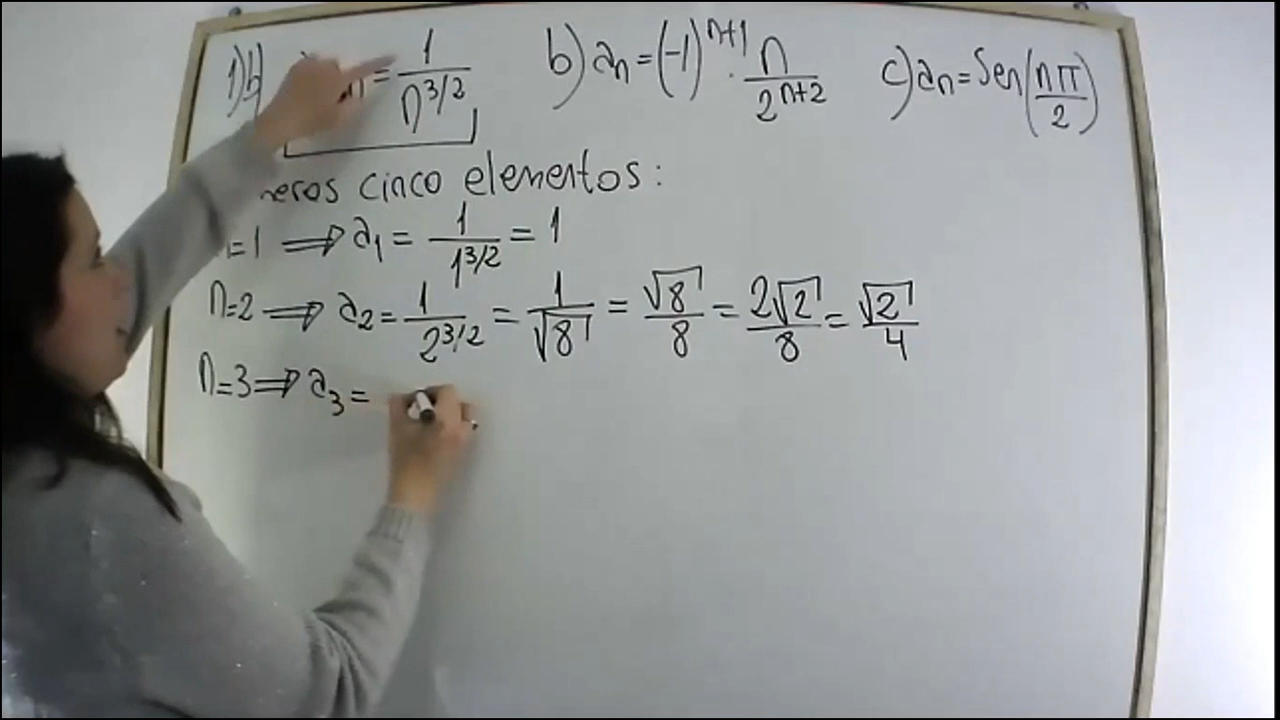 1)b) = 1/n^{3/2} b) a_n = (-1)^{n+1} · n/2^{n+2} c) a_n = Sen(nπ/2)
cinco elementos:
=1 ⟹ a_1 = 1/1^{3/2} = 1
n=2 ⟹ a_2 = 1/2^{3/2} = 1/√8 = √8/8 = 2√2/8 = √2/4
n=3 ⟹ a_3 =